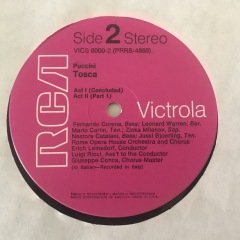 Side 2 Stereo
VICS 6000-2 (PRRS-4869)
Puccini
Tosca
Act I (Concluded)
Act II (Part 1)
RCA
Victrola
Fernando Corena, Bass; Leonard Warren, Bar.
Mario Carlin, Ten.; Zinka Milanov, Sop.
Nestore Catalani, Bass; Jussi Bjoerling, Ten.
Rome Opera House Orchestra and Chorus
Erich Leinsdorf, Conductor
Luigi Ricci, Ass't to the Conductor
Giuseppe Conca, Chorus Master
(In Italian—Recorded in Italy)